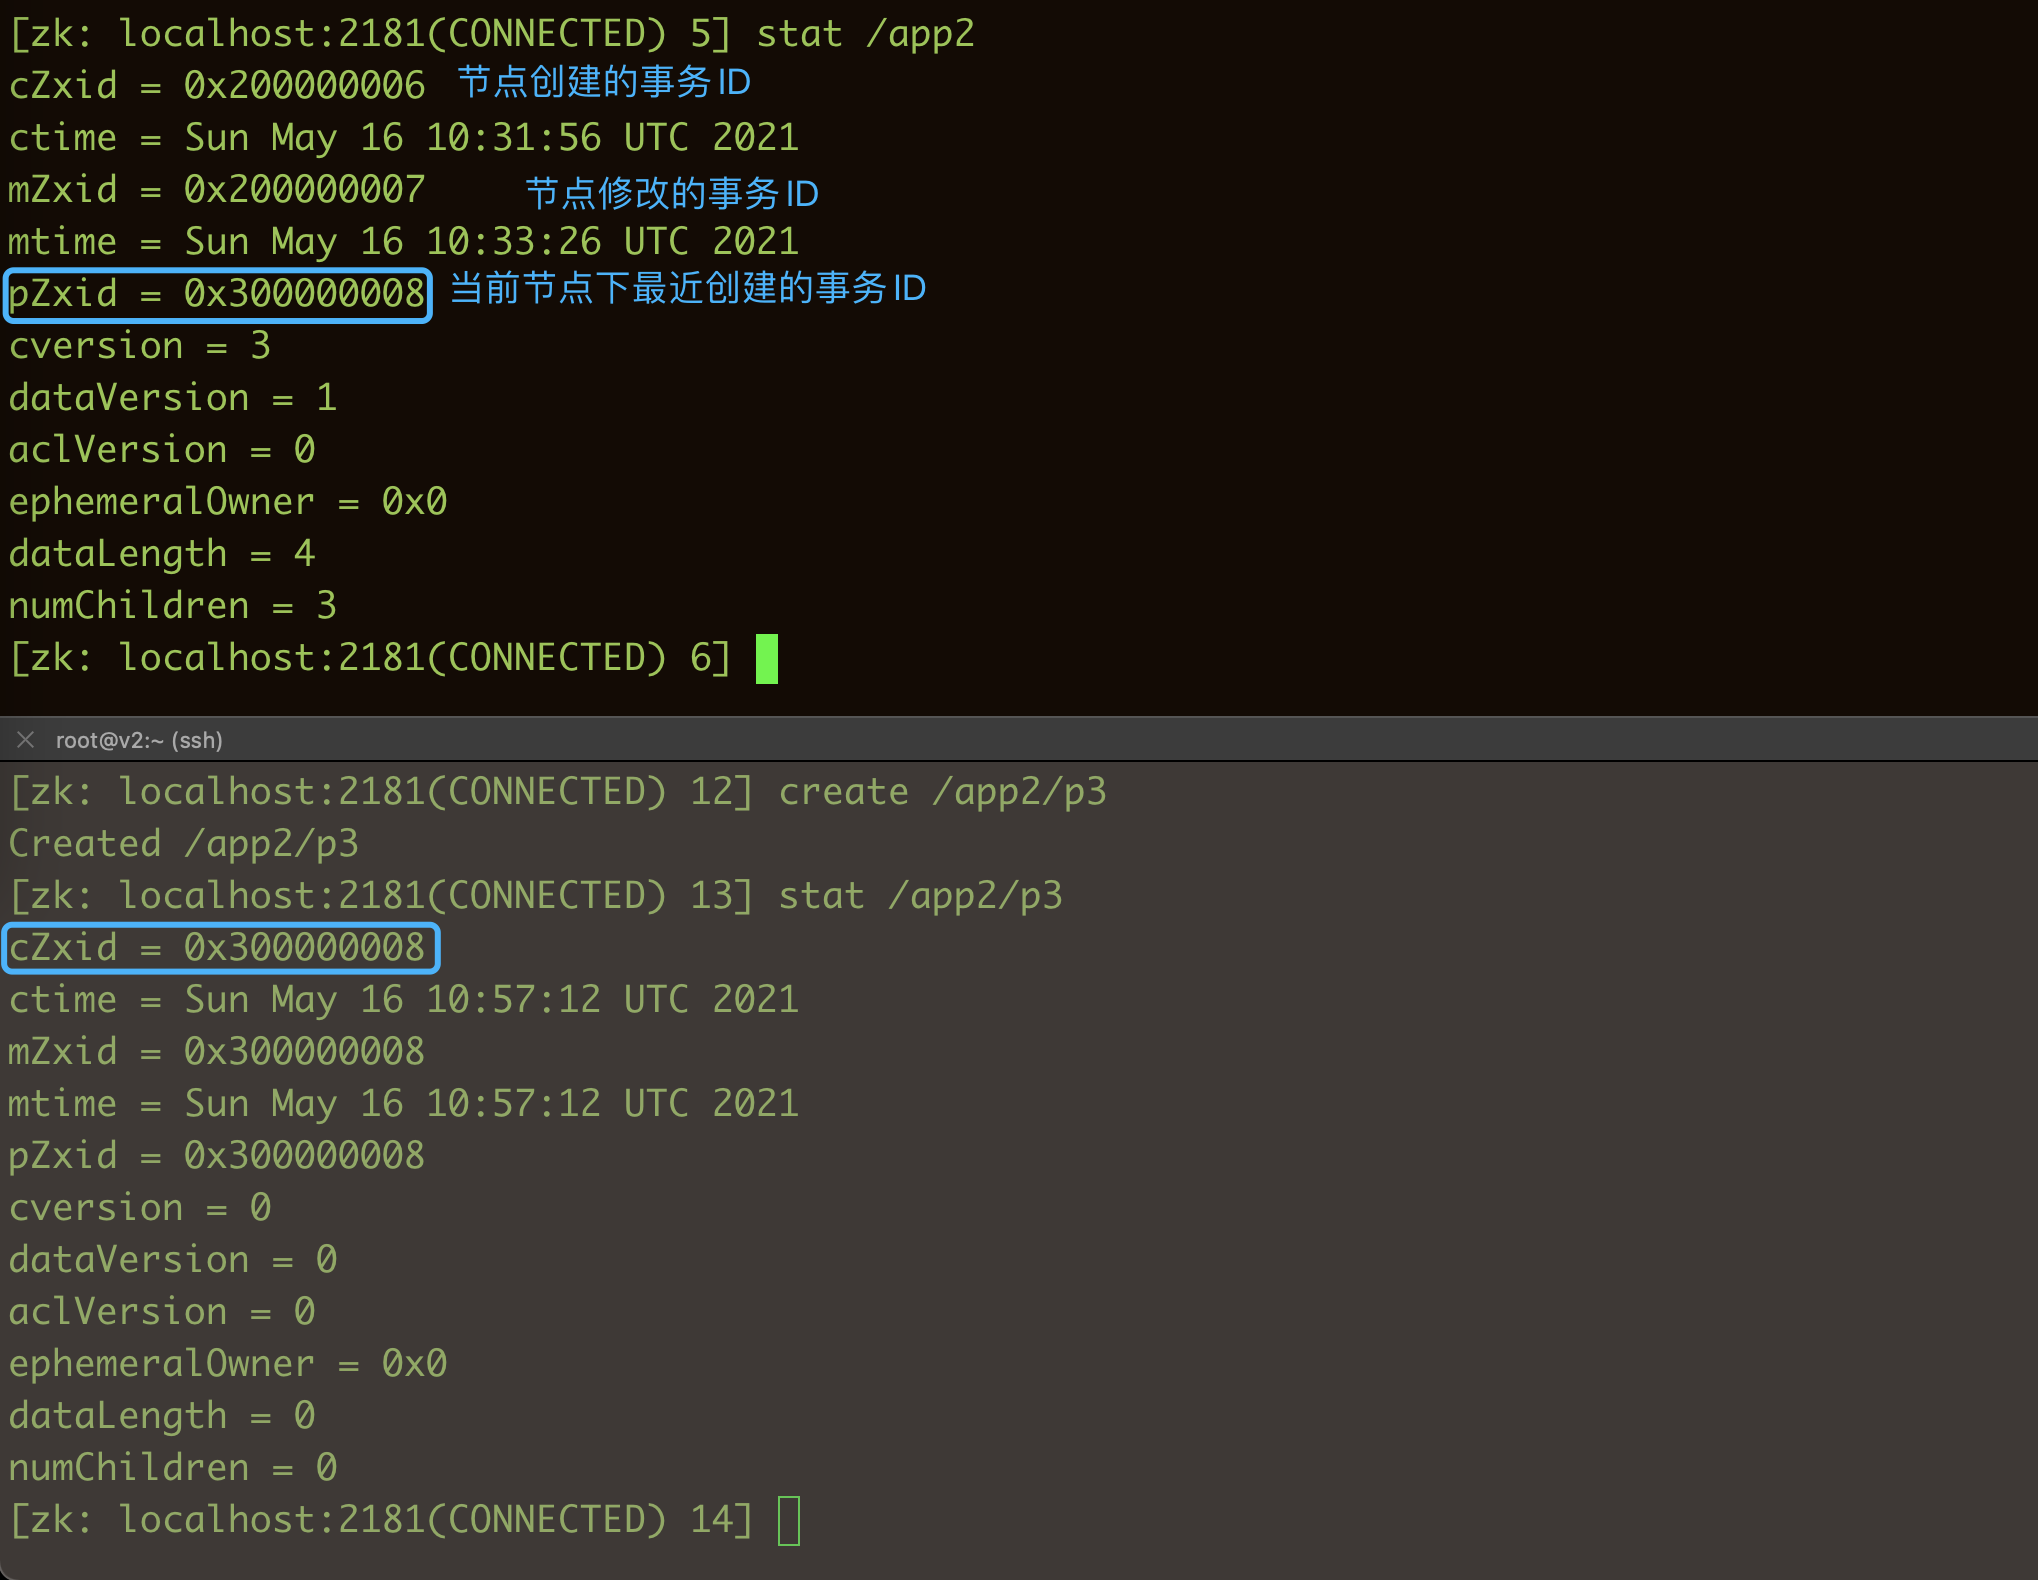 [zk: localhost:2181(CONNECTED) 5] stat /app2
cZxid = 0x200000006 节点创建的事务ID
ctime = Sun May 16 10:31:56 UTC 2021
mZxid = 0x200000007 节点修改的事务ID
mtime = Sun May 16 10:33:26 UTC 2021
pZxid = 0x300000008 当前节点下最近创建的事务ID
cversion = 3
dataVersion = 1
aclVersion = 0
ephemeralOwner = 0x0
dataLength = 4
numChildren = 3
[zk: localhost:2181(CONNECTED) 6]
root@v2:~ (ssh)
[zk: localhost:2181(CONNECTED) 12] create /app2/p3
Created /app2/p3
[zk: localhost:2181(CONNECTED) 13] stat /app2/p3
cZxid = 0x300000008
ctime = Sun May 16 10:57:12 UTC 2021
mZxid = 0x300000008
mtime = Sun May 16 10:57:12 UTC 2021
pZxid = 0x300000008
cversion = 0
dataVersion = 0
aclVersion = 0
ephemeralOwner = 0x0
dataLength = 0
numChildren = 0
[zk: localhost:2181(CONNECTED) 14]